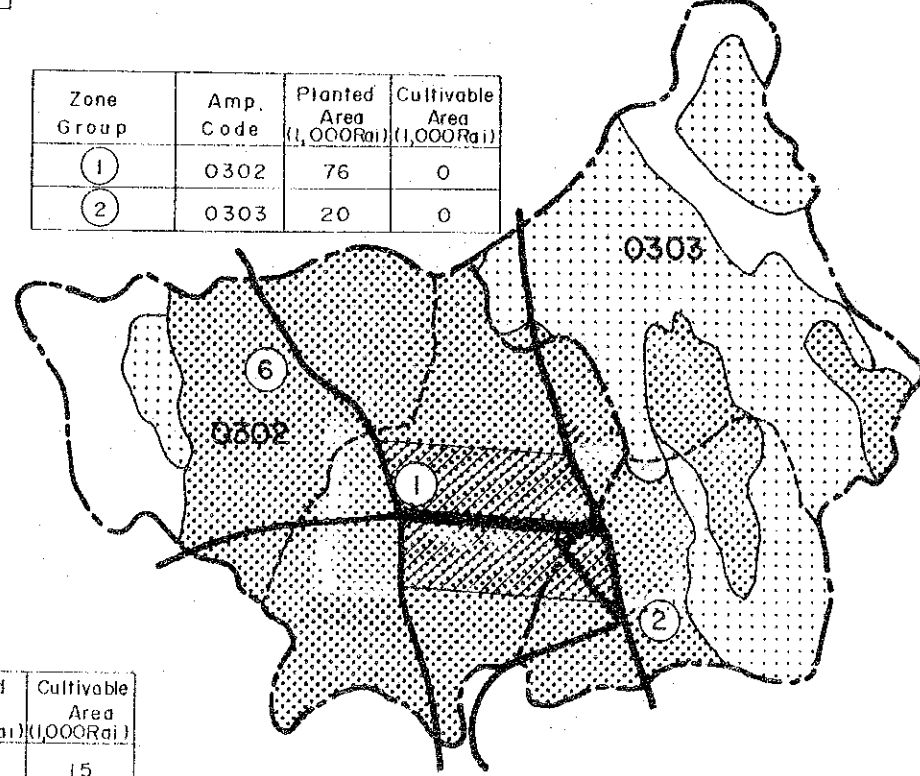 Zone Group | Amp. Code | Planted Area (1,000Rai) | Cultivable Area (1,000Rai)
① | 0302 | 76 | 0
② | 0303 | 20 | 0
0303
⑥
0302
①
②
Cultivable Area (1,000Rai)
15